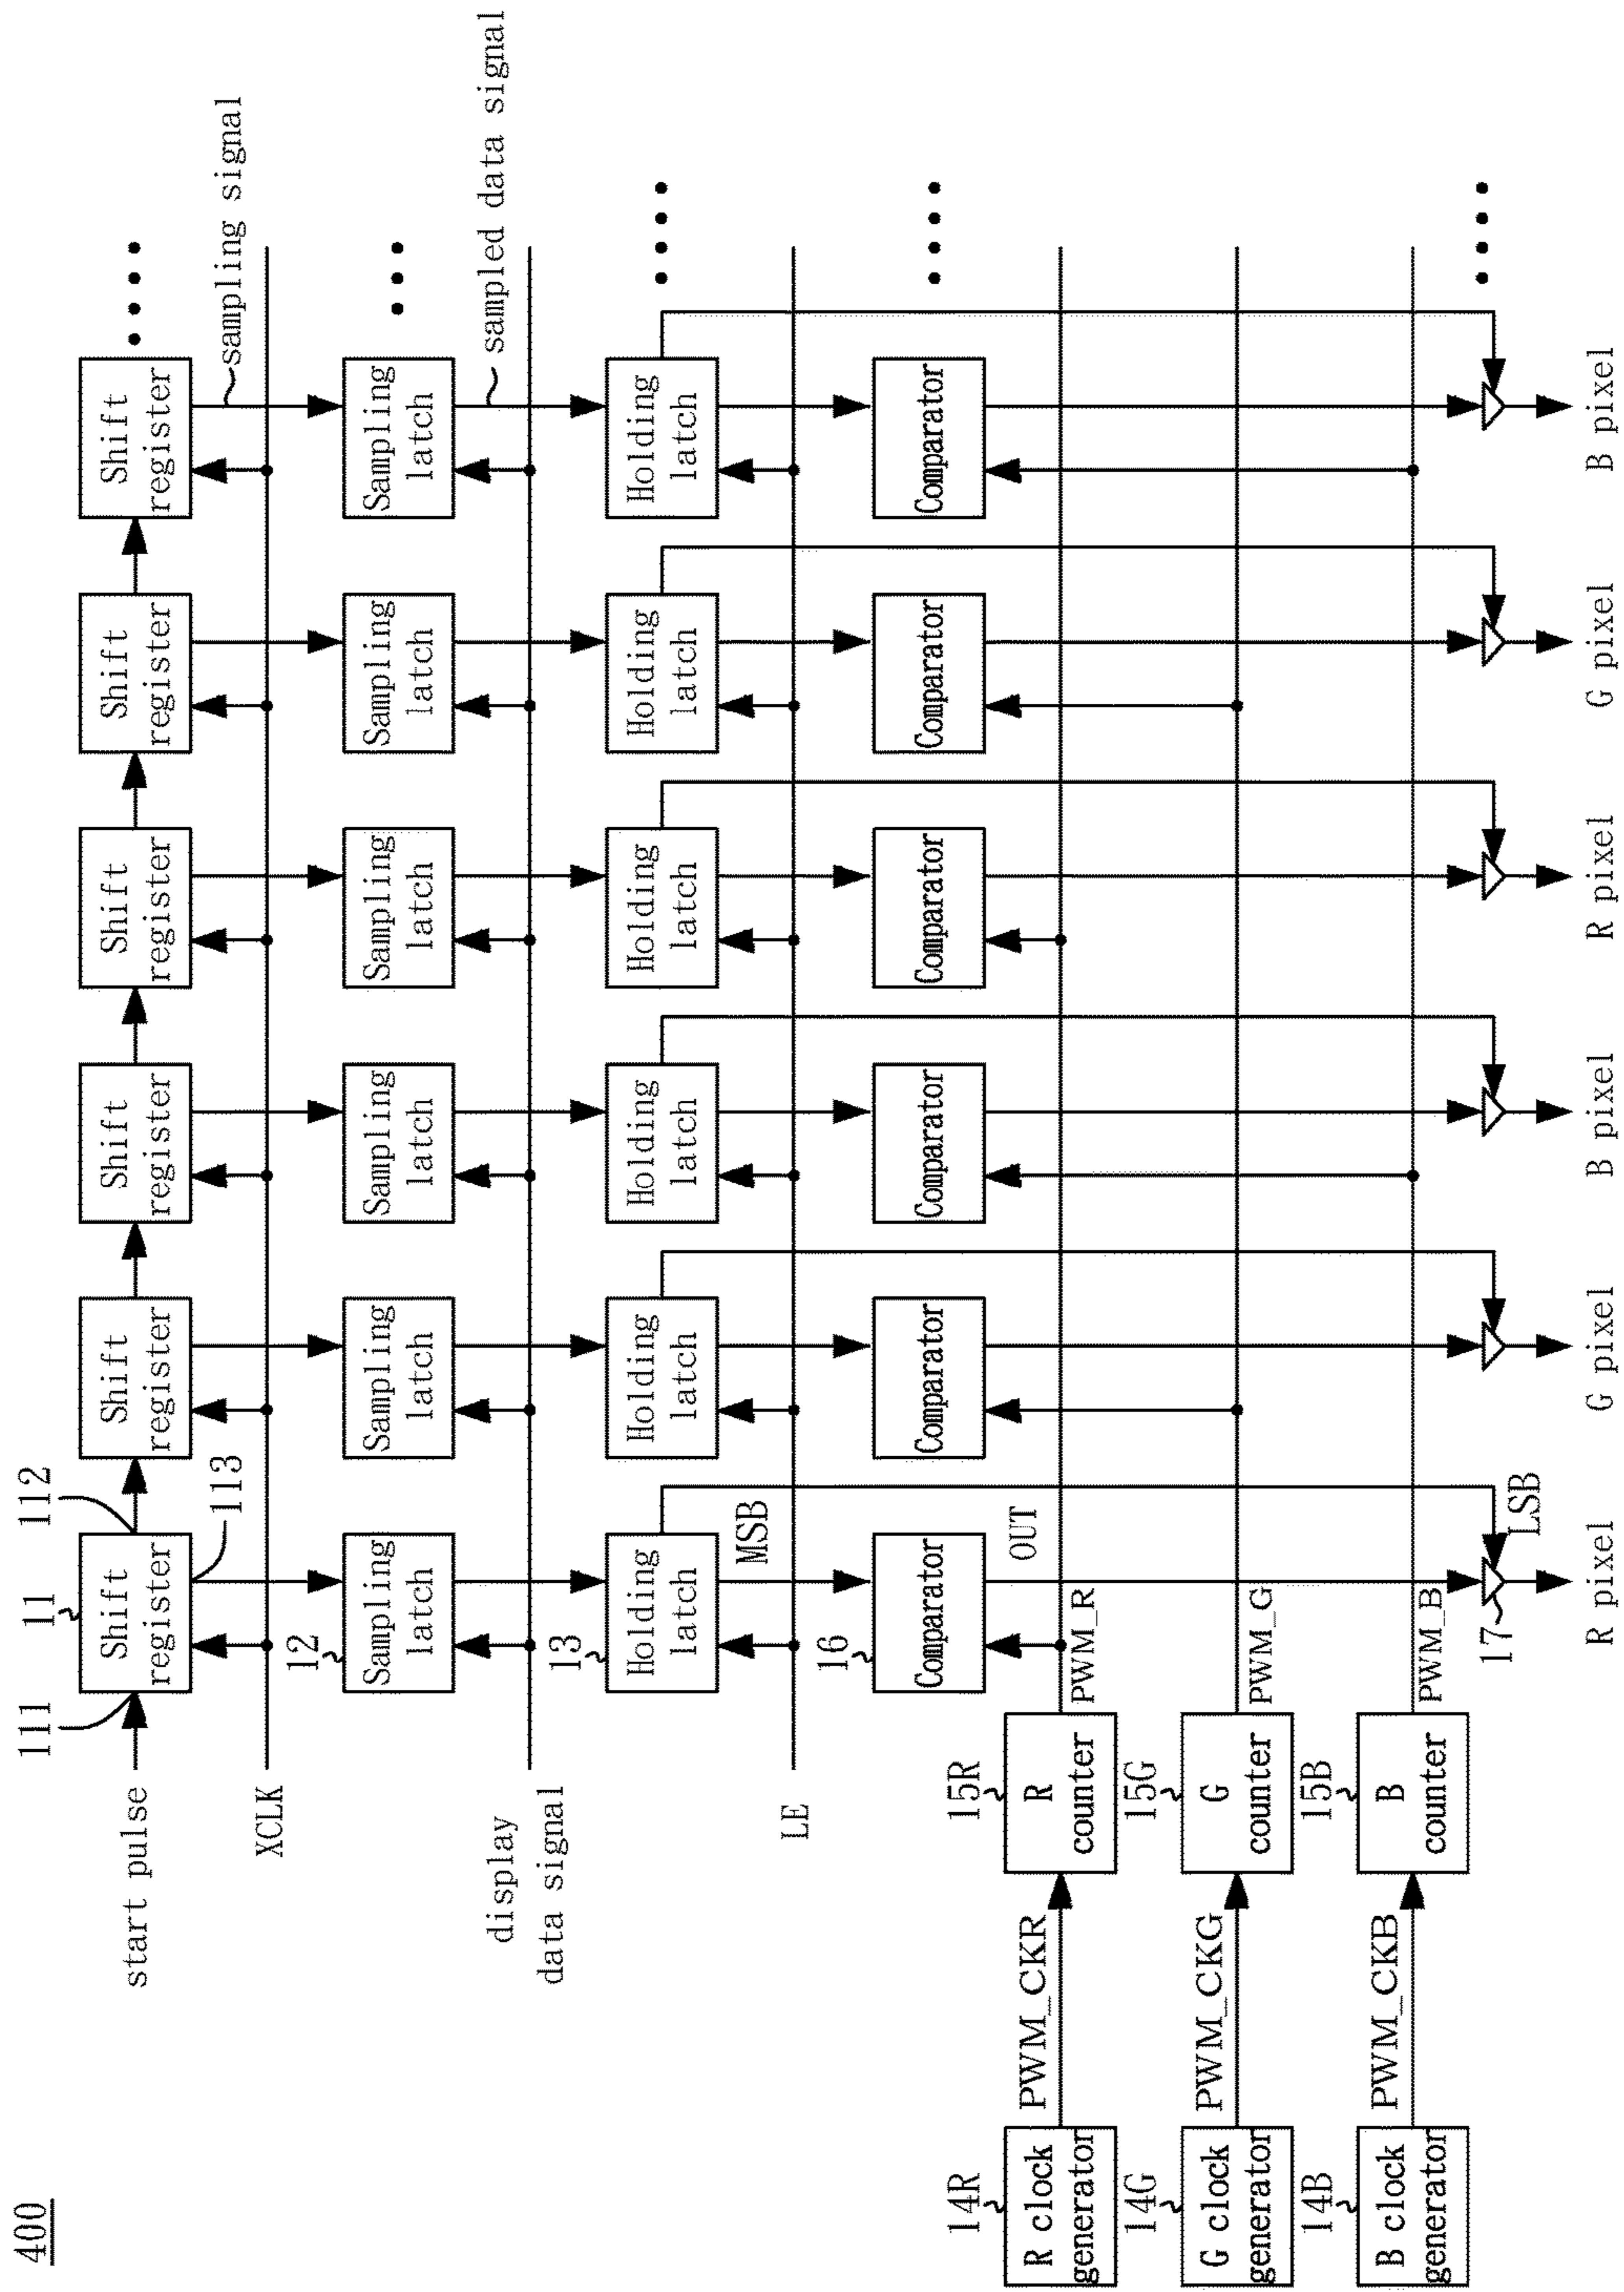 400
11
111
112
113
start pulse
Shift
register
Shift
register
Shift
register
Shift
register
Shift
register
Shift
register
sampling signal
XCLK
12
Sampling
latch
Sampling
latch
Sampling
latch
Sampling
latch
Sampling
latch
Sampling
latch
display
data signal
sampled data signal
13
Holding
latch
Holding
latch
Holding
latch
Holding
latch
Holding
latch
Holding
latch
MSB
LE
16
Comparator
Comparator
Comparator
Comparator
Comparator
Comparator
OUT
14R
R clock
generator
PWM_CKR
15R
R
counter
PWM_R
14G
G clock
generator
PWM_CKG
15G
G
counter
PWM_G
14B
B clock
generator
PWM_CKB
15B
B
counter
PWM_B
17
LSB
R pixel
G pixel
B pixel
R pixel
G pixel
B pixel